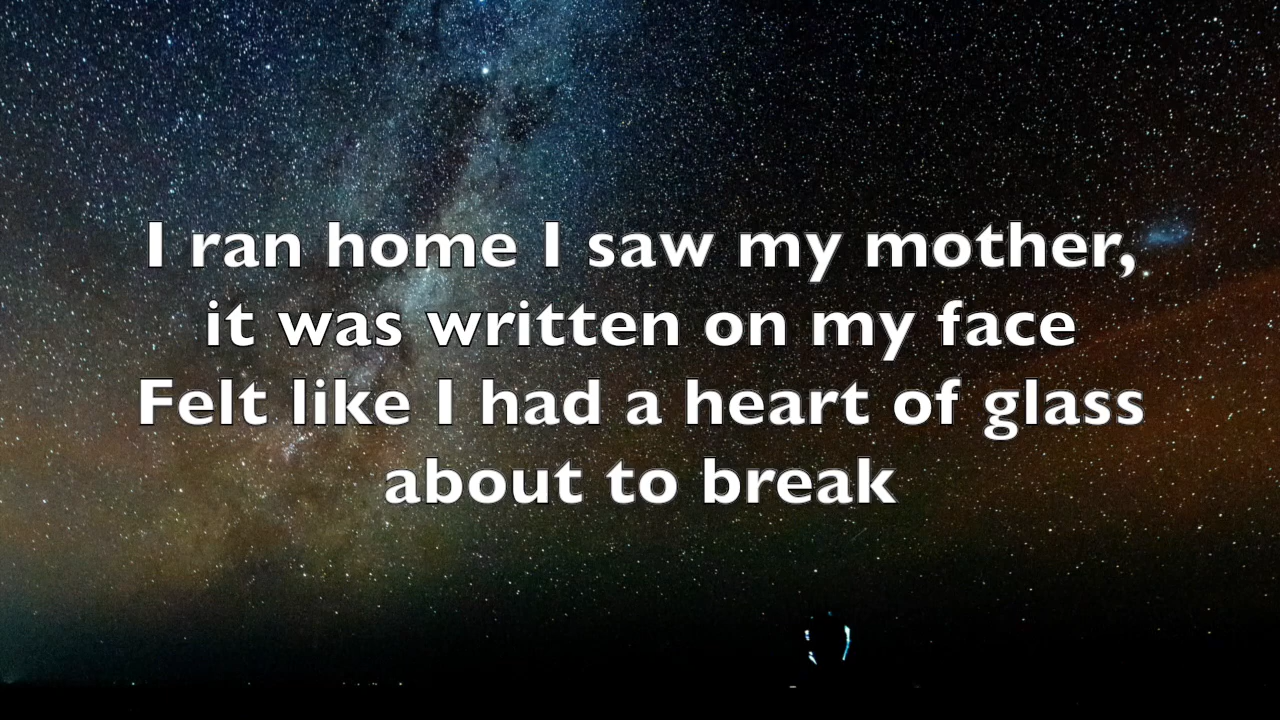 I ran home I saw my mother,
it was written on my face
Felt like I had a heart of glass
about to break